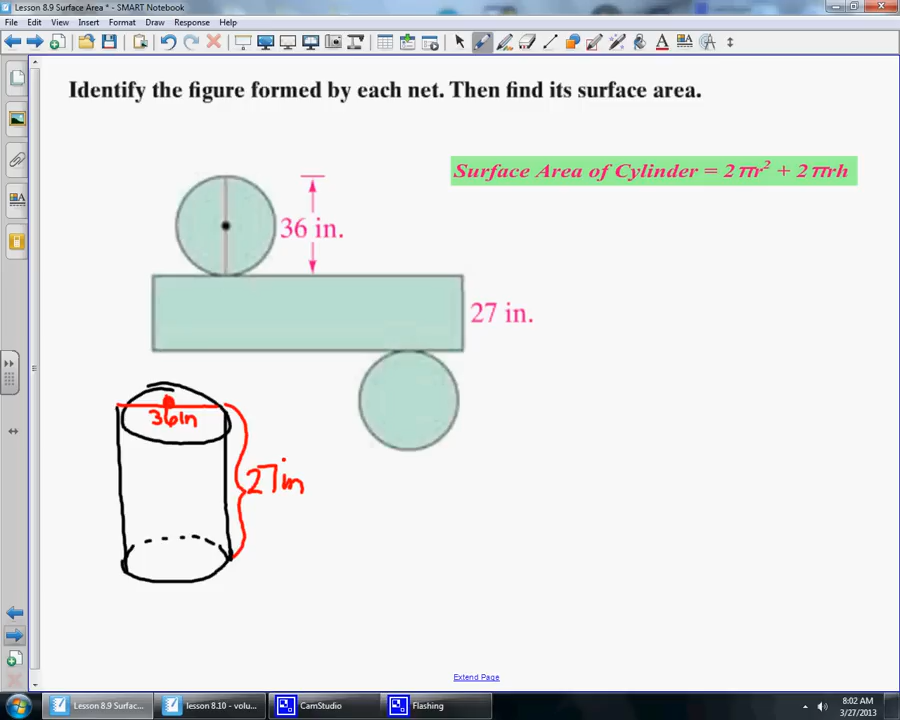 Lesson 8.9 Surface Area * - SMART Notebook
File Edit View Insert Format Draw Response Help
Identify the figure formed by each net. Then find its surface area.
Surface Area of Cylinder = 2πr² + 2πrh
36 in.
27 in.
36in
27in
Extend Page
Lesson 8.9 Surfac...
lesson 8.10 - volu...
CamStudio
Flashing
8:02 AM
3/27/2013